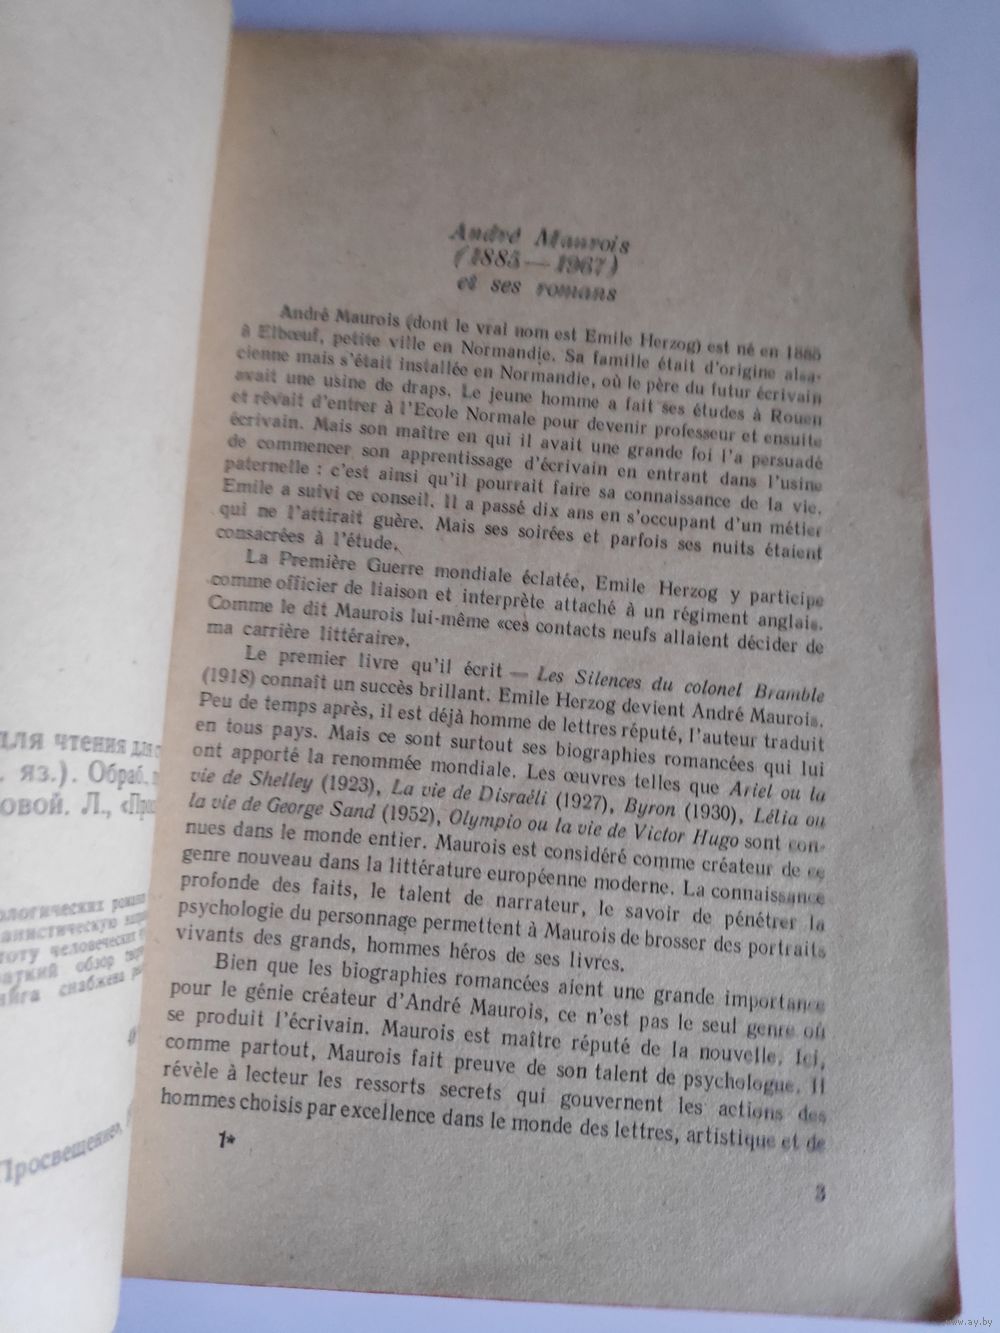 для чтения для
яз.). Обраб.
овой. Л.,
ологических
анистическую
тоту человеческих
обзор
снабжена
Просвещение»,
André Maurois
(1885—1967)
et ses romans
André Maurois (dont le vrai nom est Emile Herzog) est né en 1885
à Elbœuf, petite ville en Normandie. Sa famille était d'origine alsa-
cienne mais s'était installée en Normandie, où le père du futur écrivain
avait une usine de draps. Le jeune homme a fait ses études à Rouen
et rêvait d'entrer à l'Ecole Normale pour devenir professeur et ensuite
écrivain. Mais son maître en qui il avait une grande foi l'a persuadé
de commencer son apprentissage d'écrivain en entrant dans l'usine
paternelle : c'est ainsi qu'il pourrait faire sa connaissance de la vie.
Emile a suivi ce conseil. Il a passé dix ans en s'occupant d'un métier
qui ne l'attirait guère. Mais ses soirées et parfois ses nuits étaient
consacrées à l'étude.
La Première Guerre mondiale éclatée, Emile Herzog y participe
comme officier de liaison et interprète attaché à un régiment anglais.
Comme le dit Maurois lui-même «ces contacts neufs allaient décider de
ma carrière littéraire».
Le premier livre qu'il écrit — Les Silences du colonel Bramble
(1918) connaît un succès brillant. Emile Herzog devient André Maurois.
Peu de temps après, il est déjà homme de lettres réputé, l'auteur traduit
en tous pays. Mais ce sont surtout ses biographies romancées qui lui
ont apporté la renommée mondiale. Les œuvres telles que Ariel ou la
vie de Shelley (1923), La vie de Disraëli (1927), Byron (1930), Lélia ou
la vie de George Sand (1952), Olympio ou la vie de Victor Hugo sont con-
nues dans le monde entier. Maurois est considéré comme créateur de ce
genre nouveau dans la littérature européenne moderne. La connaissance
profonde des faits, le talent de narrateur, le savoir de pénétrer la
psychologie du personnage permettent à Maurois de brosser des portraits
vivants des grands, hommes héros de ses livres.
Bien que les biographies romancées aient une grande importance
pour le génie créateur d'André Maurois, ce n'est pas le seul genre où
se produit l'écrivain. Maurois est maître réputé de la nouvelle. Ici,
comme partout, Maurois fait preuve de son talent de psychologue. Il
révèle à lecteur les ressorts secrets qui gouvernent les actions des
hommes choisis par excellence dans le monde des lettres, artistique et de
1*
3
www.ay.by